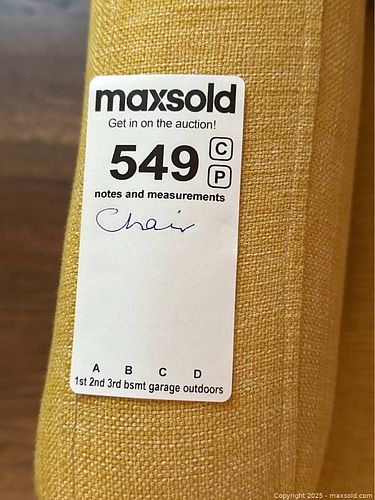 maxsold
Get in on the auction!
549 C
P
notes and measurements
Chair
A B C D
1st 2nd 3rd bsmt garage outdoors
Copyright 2025 - maxsold.com